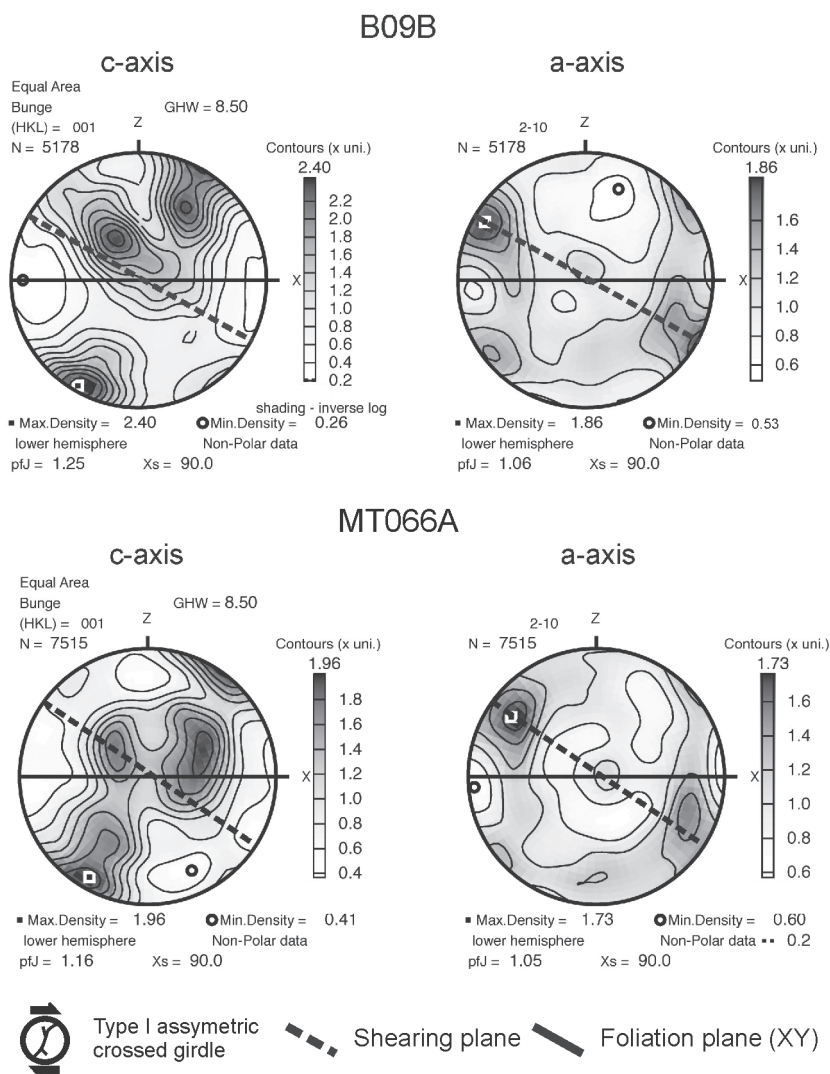 B09B
c-axis
a-axis
Equal Area
Bunge
GHW = 8.50
(HKL) = 001
Z
N = 5178
Contours (x uni.)
2.40
2.2
2.0
1.8
1.6
1.4
1.2
1.0
0.8
0.6
0.4
0.2
X
shading - inverse log
Max.Density = 2.40
Min.Density = 0.26
lower hemisphere
Non-Polar data
pfJ = 1.25
Xs = 90.0
2-10
Z
N = 5178
Contours (x uni.)
1.86
1.6
1.4
1.2
1.0
0.8
0.6
X
Max.Density = 1.86
Min.Density = 0.53
lower hemisphere
Non-Polar data
pfJ = 1.06
Xs = 90.0
MT066A
c-axis
a-axis
Equal Area
Bunge
GHW = 8.50
(HKL) = 001
Z
N = 7515
Contours (x uni.)
1.96
1.8
1.6
1.4
1.2
1.0
0.8
0.6
0.4
X
Max.Density = 1.96
Min.Density = 0.41
lower hemisphere
Non-Polar data
pfJ = 1.16
Xs = 90.0
2-10
Z
N = 7515
Contours (x uni.)
1.73
1.6
1.4
1.2
1.0
0.8
0.6
X
Max.Density = 1.73
Min.Density = 0.60
lower hemisphere
Non-Polar data
0.2
pfJ = 1.05
Xs = 90.0
Type I assymetric
crossed girdle
Shearing plane
Foliation plane (XY)